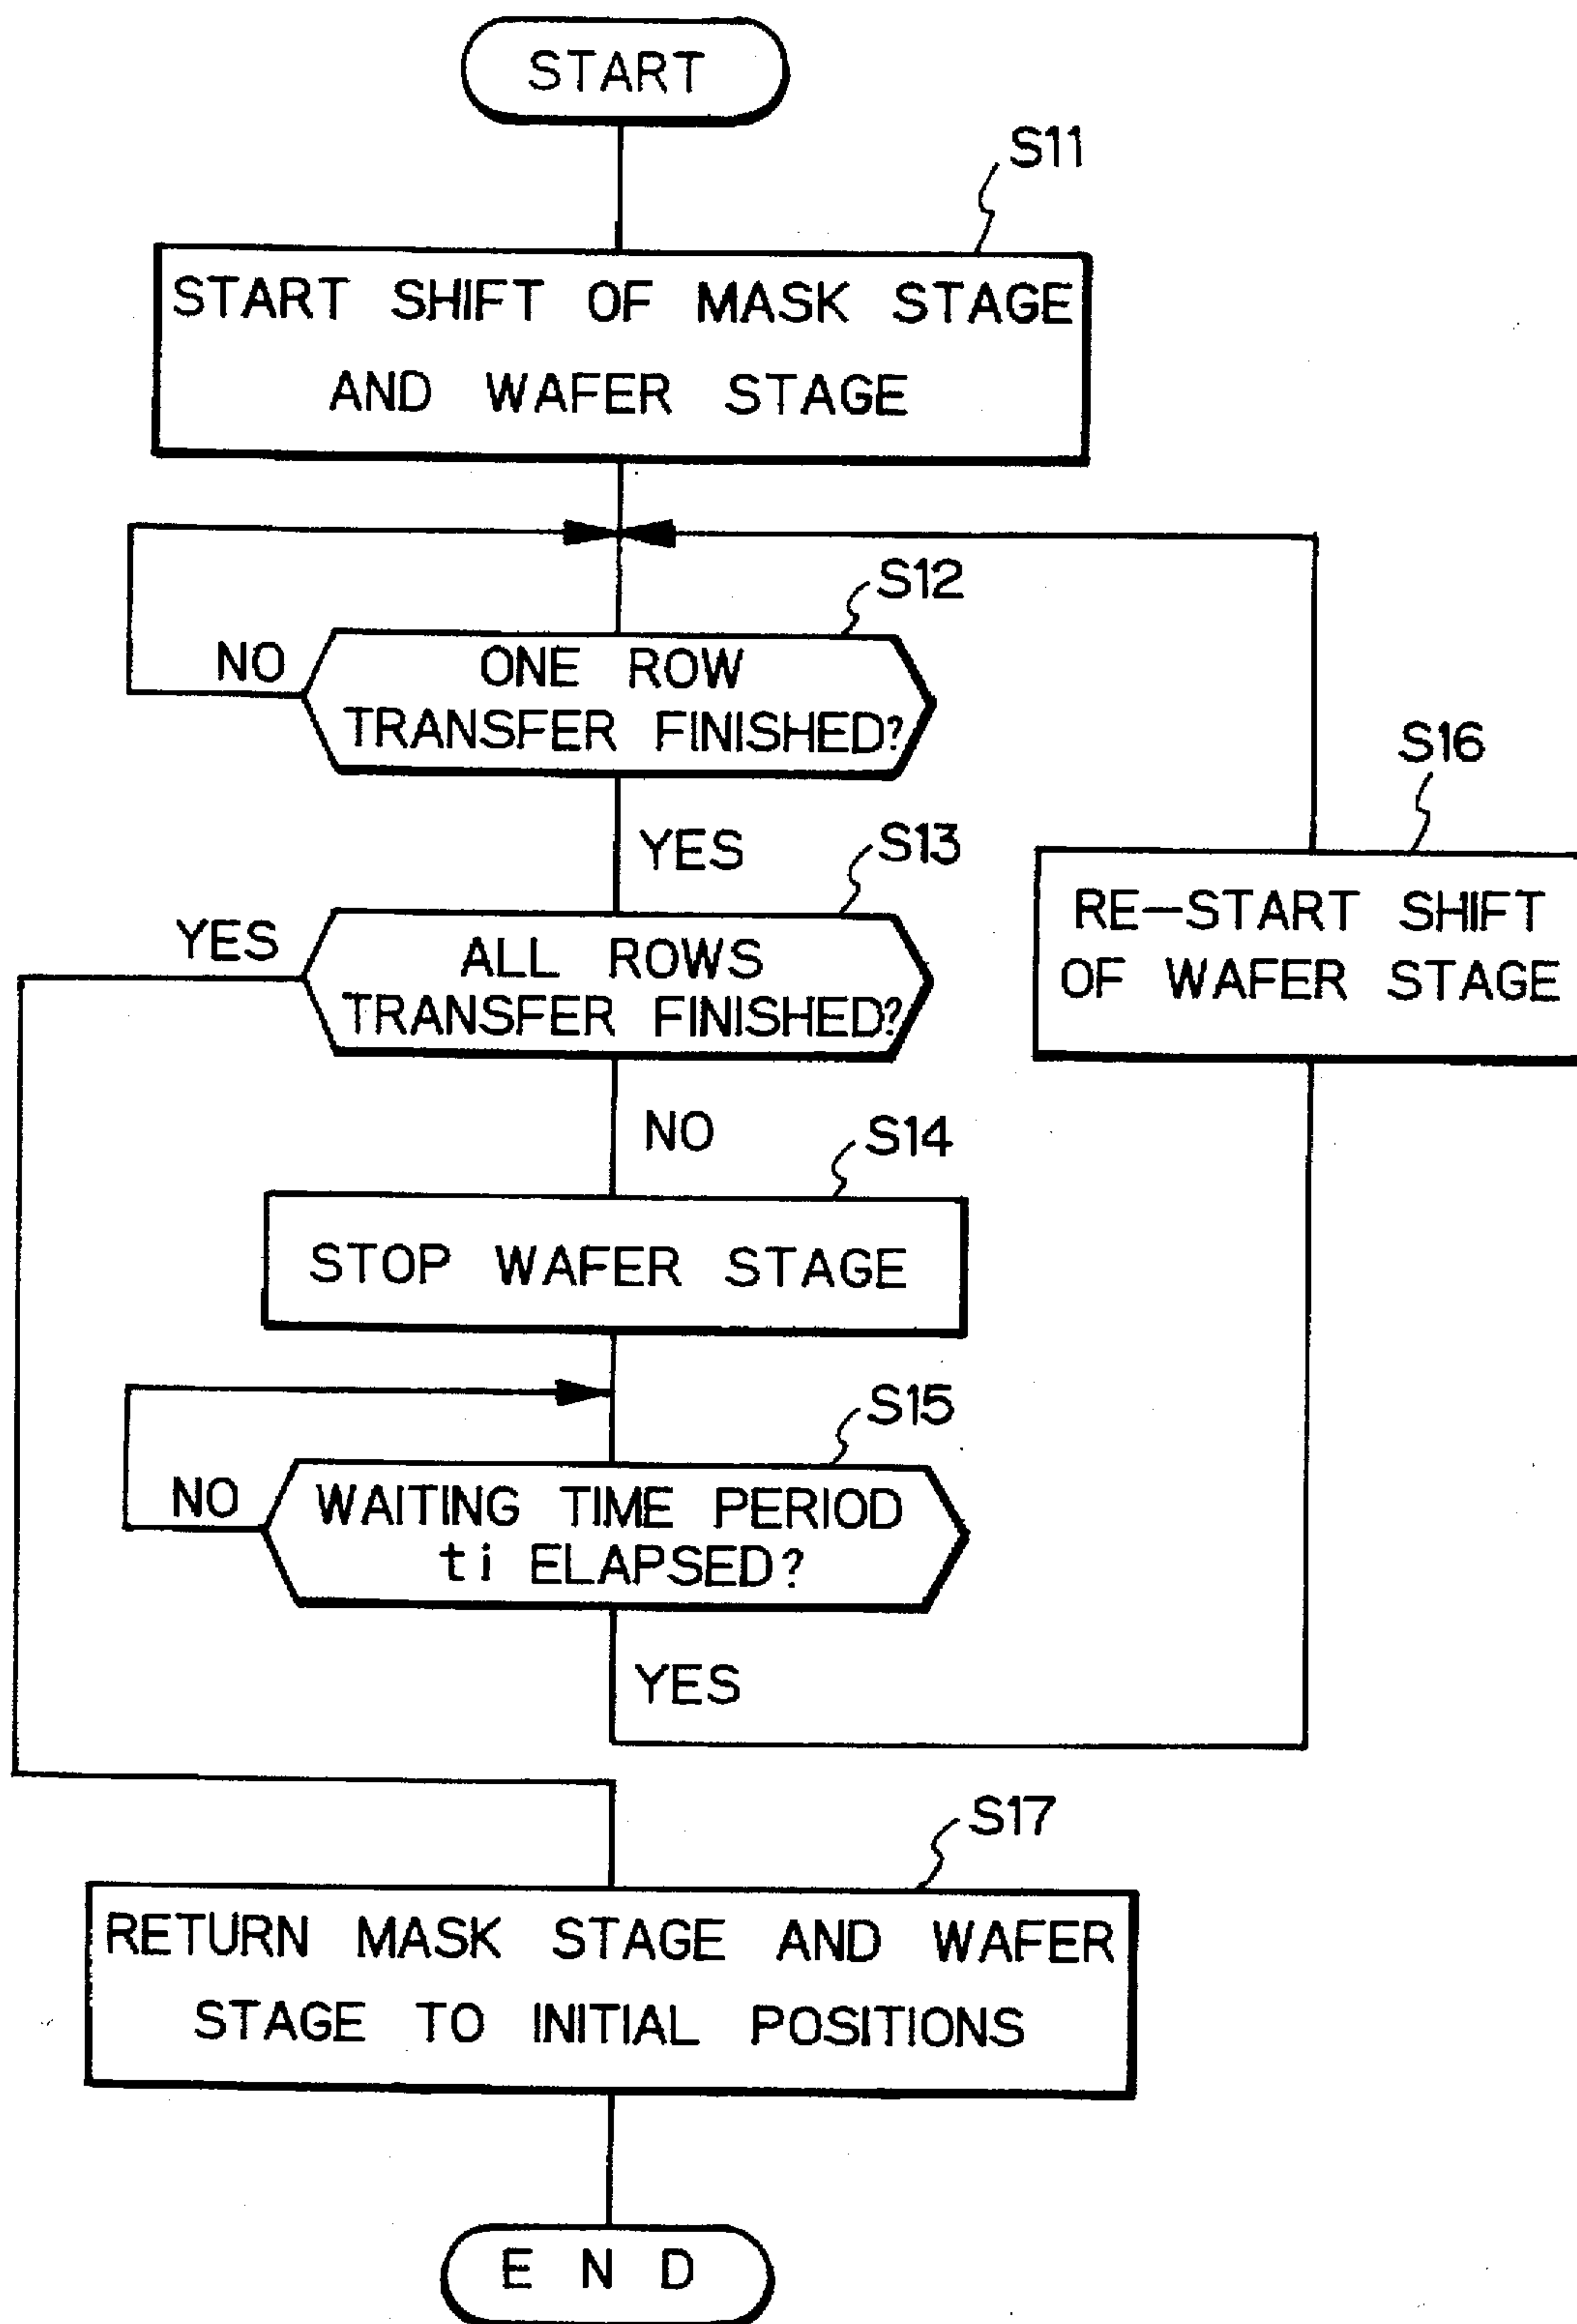 START
S11
START SHIFT OF MASK STAGE
AND WAFER STAGE
S12
NO
ONE ROW
TRANSFER FINISHED?
S16
YES
S13
YES
ALL ROWS
TRANSFER FINISHED?
RE-START SHIFT
OF WAFER STAGE
NO
S14
STOP WAFER STAGE
S15
NO
WAITING TIME PERIOD
ti ELAPSED?
YES
S17
RETURN MASK STAGE AND WAFER
STAGE TO INITIAL POSITIONS
END